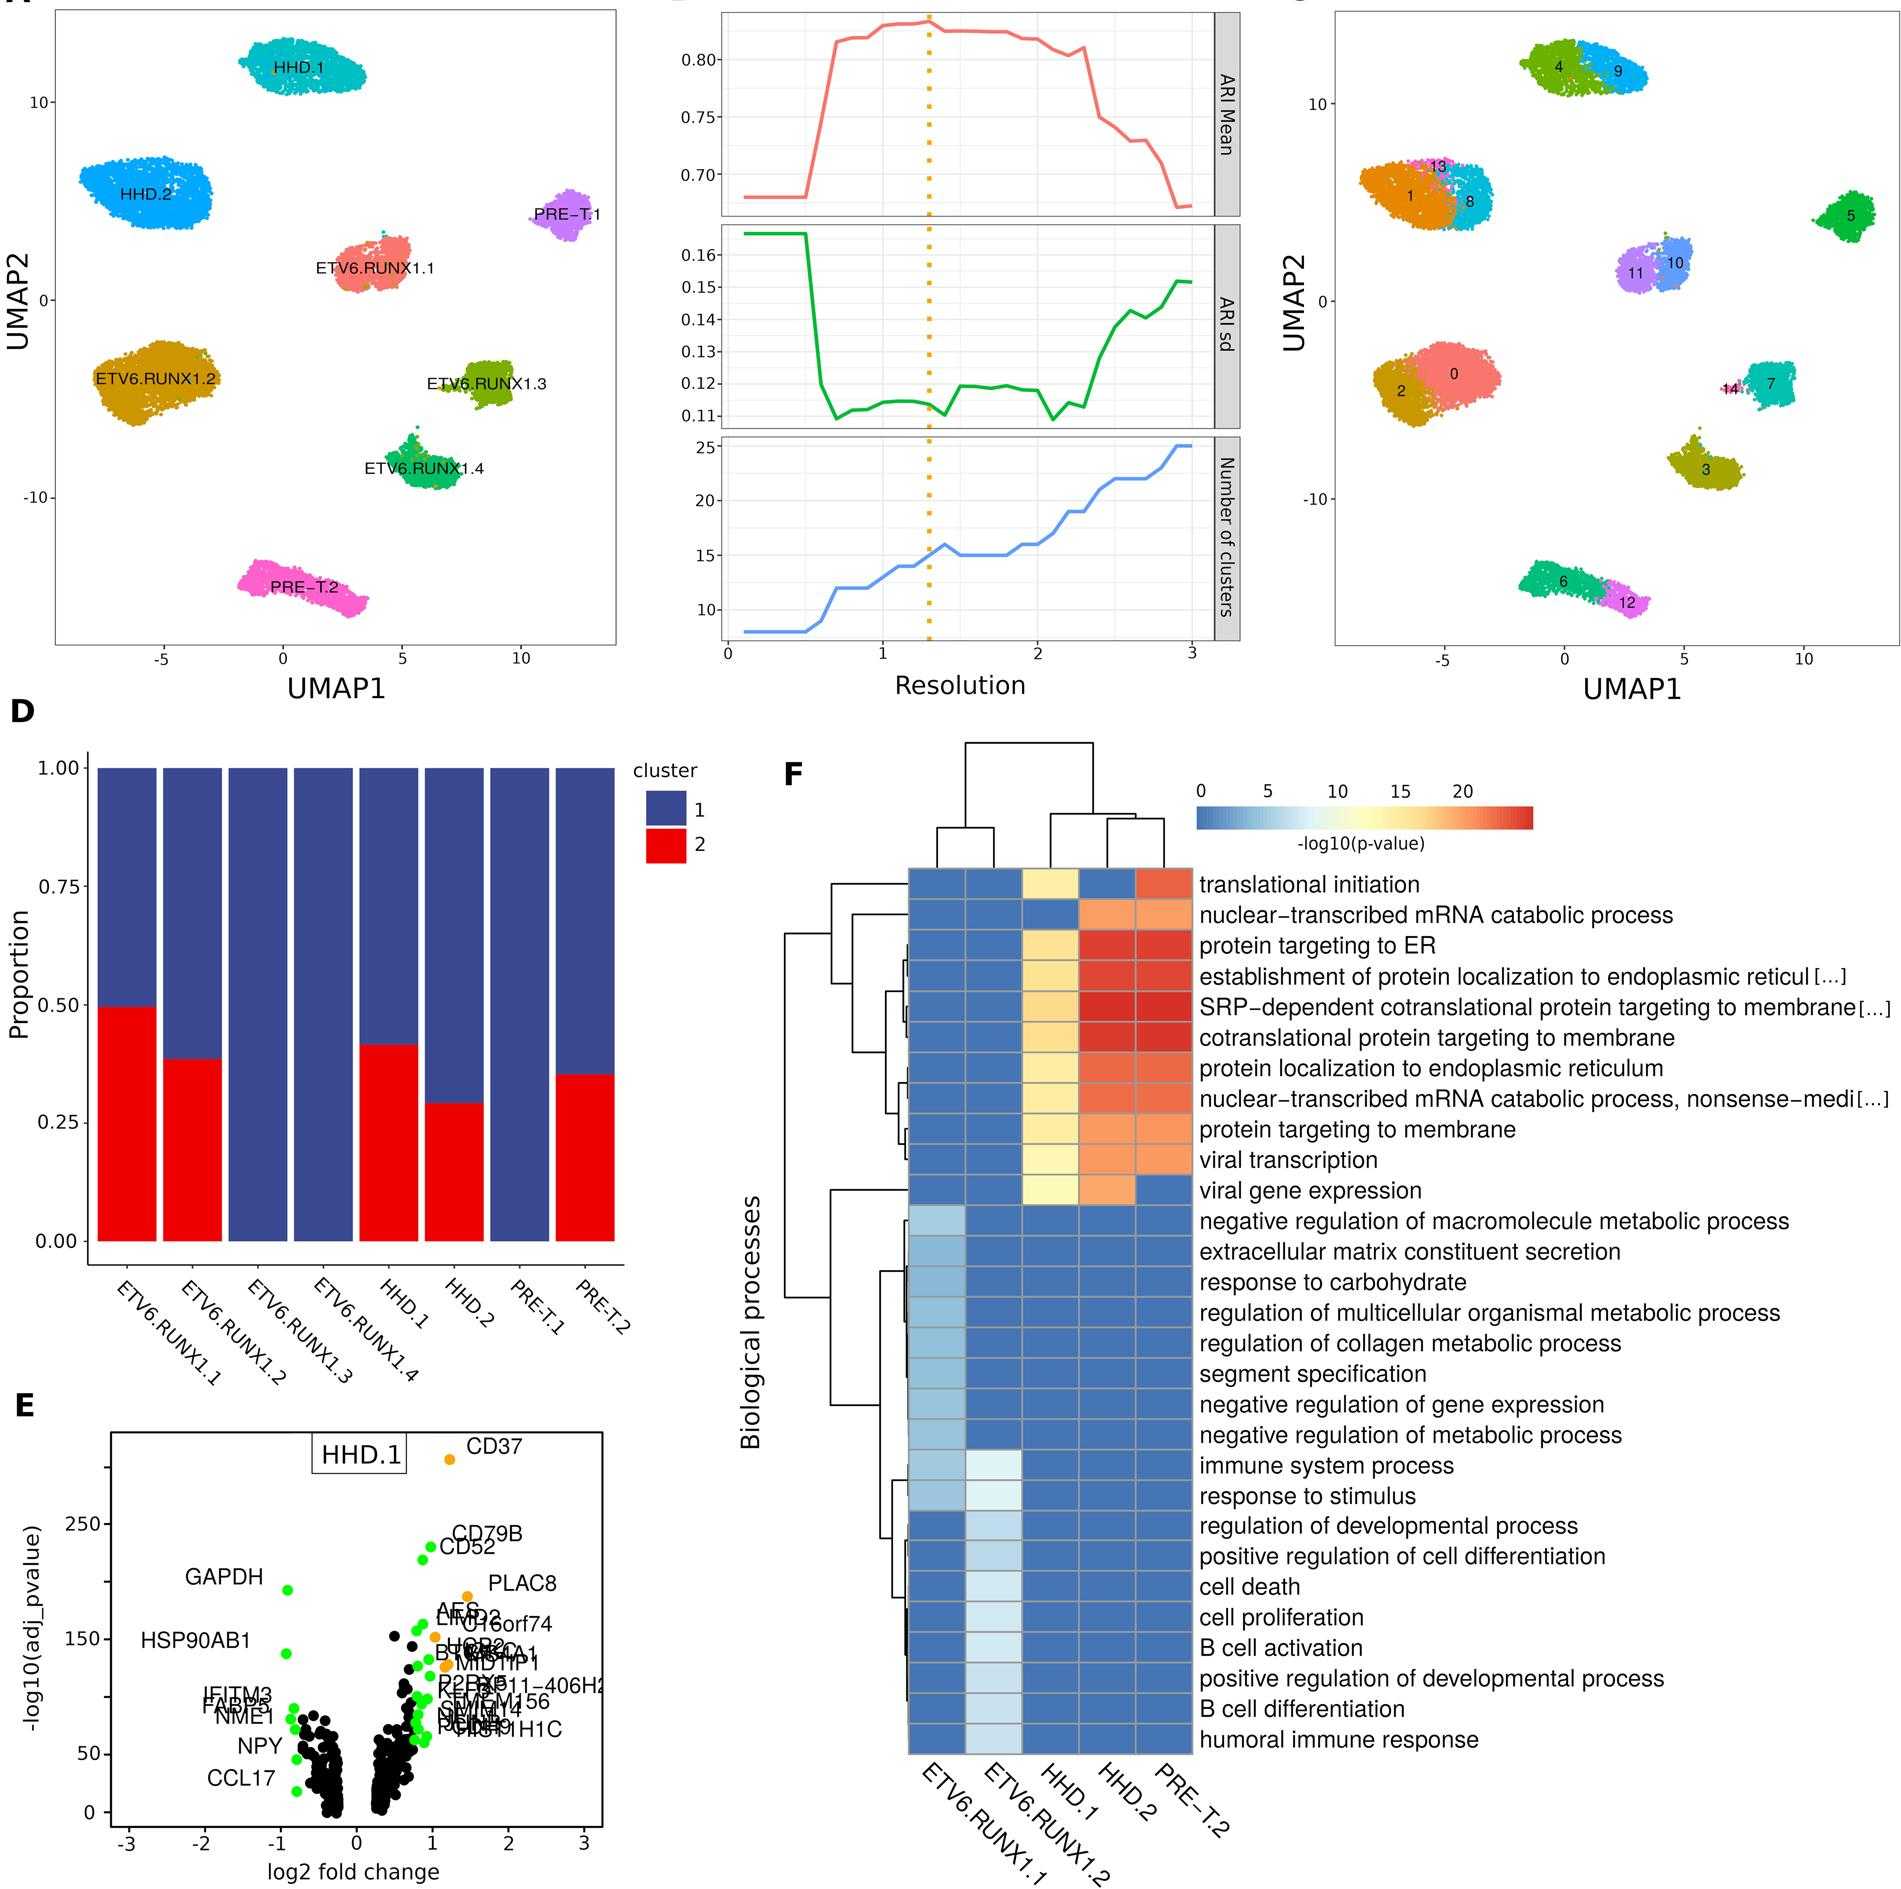 HHD.1
HHD.2
PRE−T.1
ETV6.RUNX1.1
ETV6.RUNX1.2
ETV6.RUNX1.3
ETV6.RUNX1.4
PRE−T.2
10
0
-10
-5
0
5
10
UMAP2
UMAP1
0.80
0.75
0.70
ARI Mean
0.16
0.15
0.14
0.13
0.12
0.11
ARI sd
25
20
15
10
Number of clusters
0
1
2
3
Resolution
4
9
13
1
8
5
11
10
0
2
14
7
3
6
12
10
0
-10
-5
0
5
10
UMAP2
UMAP1
D
1.00
0.75
0.50
0.25
0.00
Proportion
cluster
1
2
ETV6.RUNX1.1
ETV6.RUNX1.2
ETV6.RUNX1.3
ETV6.RUNX1.4
HHD.1
HHD.2
PRE-T.1
PRE-T.2
E
HHD.1
CD37
CD79B
CD52
GAPDH
PLAC8
C16orf74
HSP90AB1
MID1IP1
IFITM3
FABP5
NME1
NPY
CCL17
HIST1H1C
250
150
50
0
-log10(adj_pvalue)
-3
-2
-1
0
1
2
3
log2 fold change
F
0
5
10
15
20
-log10(p-value)
translational initiation
nuclear−transcribed mRNA catabolic process
protein targeting to ER
establishment of protein localization to endoplasmic reticul [...]
SRP−dependent cotranslational protein targeting to membrane[...]
cotranslational protein targeting to membrane
protein localization to endoplasmic reticulum
nuclear−transcribed mRNA catabolic process, nonsense−medi[...]
protein targeting to membrane
viral transcription
viral gene expression
negative regulation of macromolecule metabolic process
extracellular matrix constituent secretion
response to carbohydrate
regulation of multicellular organismal metabolic process
regulation of collagen metabolic process
segment specification
negative regulation of gene expression
negative regulation of metabolic process
immune system process
response to stimulus
regulation of developmental process
positive regulation of cell differentiation
cell death
cell proliferation
B cell activation
positive regulation of developmental process
B cell differentiation
humoral immune response
Biological processes
ETV6.RUNX1.1
ETV6.RUNX1.2
HHD.1
HHD.2
PRE−T.2